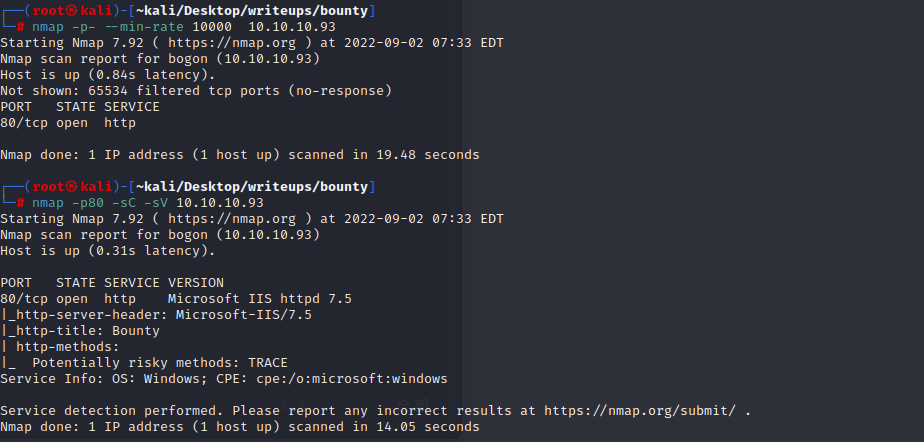 ┌──(root㉿kali)-[~kali/Desktop/writeups/bounty]
└─# nmap -p- --min-rate 10000  10.10.10.93
Starting Nmap 7.92 ( https://nmap.org ) at 2022-09-02 07:33 EDT
Nmap scan report for bogon (10.10.10.93)
Host is up (0.84s latency).
Not shown: 65534 filtered tcp ports (no-response)
PORT   STATE SERVICE
80/tcp open  http
Nmap done: 1 IP address (1 host up) scanned in 19.48 seconds
┌──(root㉿kali)-[~kali/Desktop/writeups/bounty]
└─# nmap -p80 -sC -sV 10.10.10.93
Starting Nmap 7.92 ( https://nmap.org ) at 2022-09-02 07:33 EDT
Nmap scan report for bogon (10.10.10.93)
Host is up (0.31s latency).
PORT   STATE SERVICE VERSION
80/tcp open  http    Microsoft IIS httpd 7.5
|_http-server-header: Microsoft-IIS/7.5
|_http-title: Bounty
| http-methods:
|_  Potentially risky methods: TRACE
Service Info: OS: Windows; CPE: cpe:/o:microsoft:windows
Service detection performed. Please report any incorrect results at https://nmap.org/submit/ .
Nmap done: 1 IP address (1 host up) scanned in 14.05 seconds